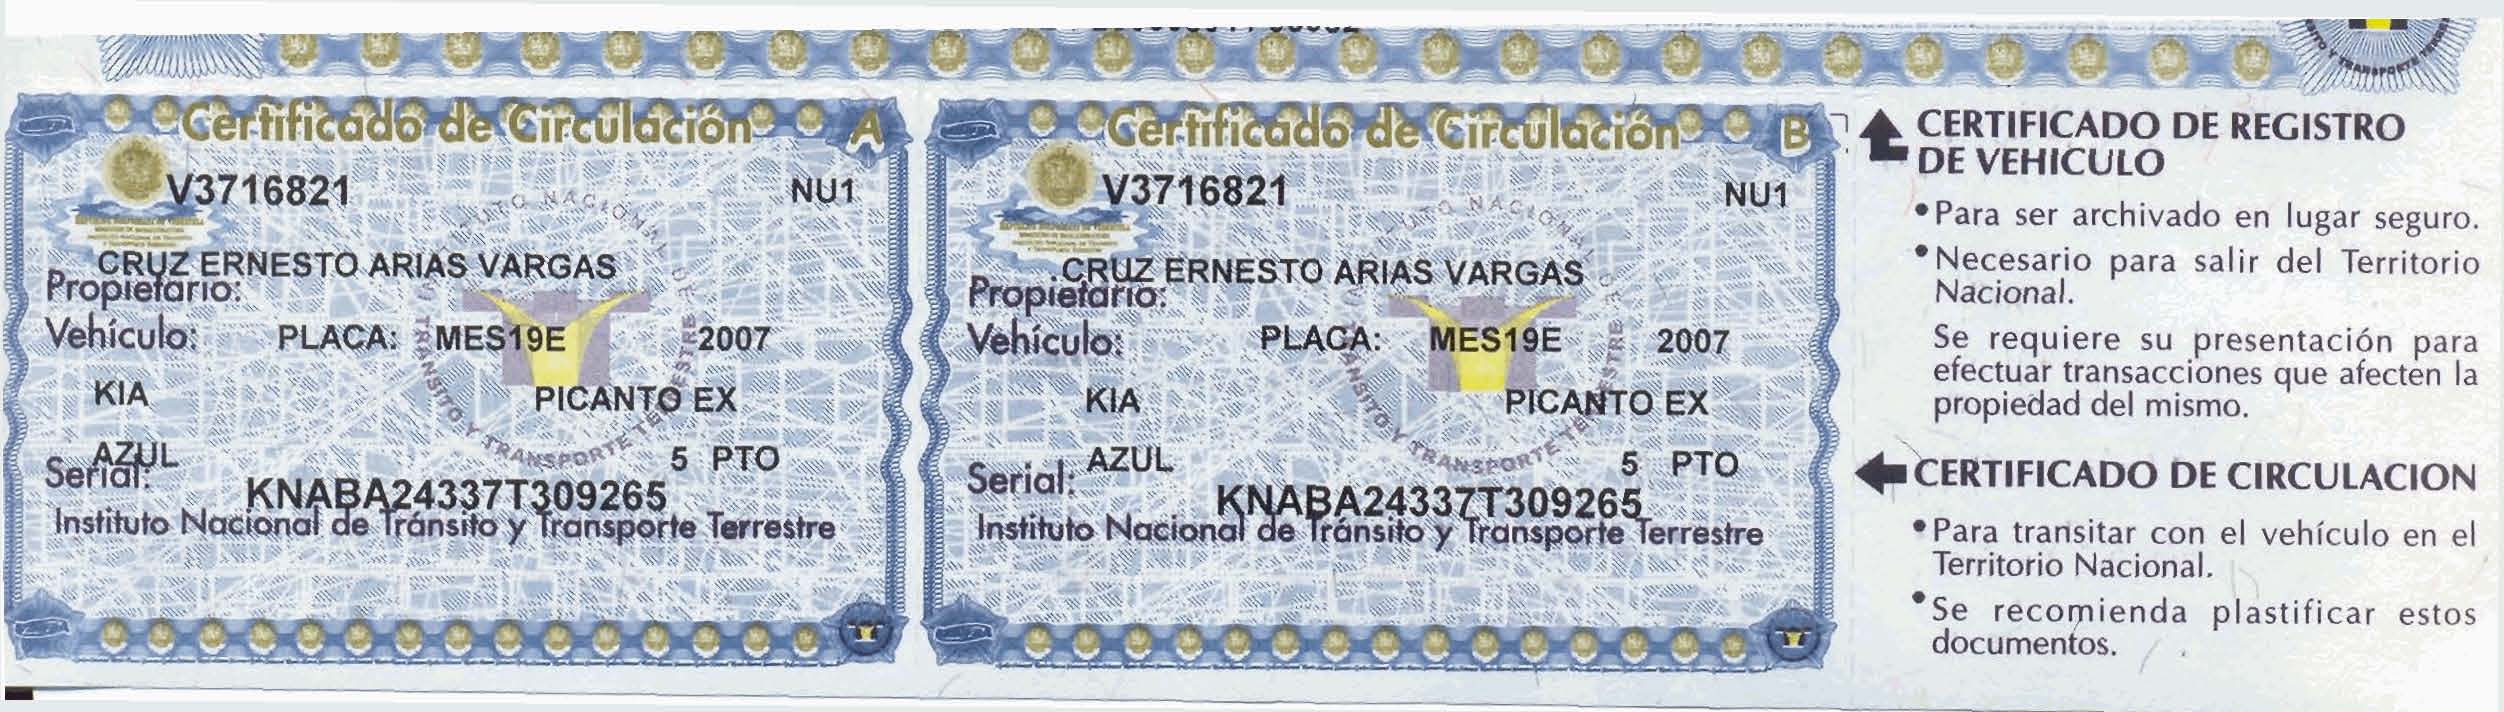 Certificado de Circulación A
V3716821 NU1
INSTITUTO NACIONAL DE TRANSITO Y TRANSPORTE TERRESTRE
CRUZ ERNESTO ARIAS VARGAS
Propietario:
Vehículo: PLACA: MES19E 2007
KIA PICANTO EX
AZUL 5 PTO
Serial:
KNABA24337T309265
Instituto Nacional de Tránsito y Transporte Terrestre
Certificado de Circulación B
V3716821 NU1
INSTITUTO NACIONAL DE TRANSITO Y TRANSPORTE TERRESTRE
CRUZ ERNESTO ARIAS VARGAS
Propietario:
Vehículo: PLACA: MES19E 2007
KIA PICANTO EX
Serial: AZUL 5 PTO
KNABA24337T309265
Instituto Nacional de Tránsito y Transporte Terrestre
Y TRANSPORTE
CERTIFICADO DE REGISTRO
DE VEHICULO
•Para ser archivado en lugar seguro.
•Necesario para salir del Territorio
Nacional.
Se requiere su presentación para
efectuar transacciones que afecten la
propiedad del mismo.
CERTIFICADO DE CIRCULACION
•Para transitar con el vehículo en el
Territorio Nacional.
•Se recomienda plastificar estos
documentos.